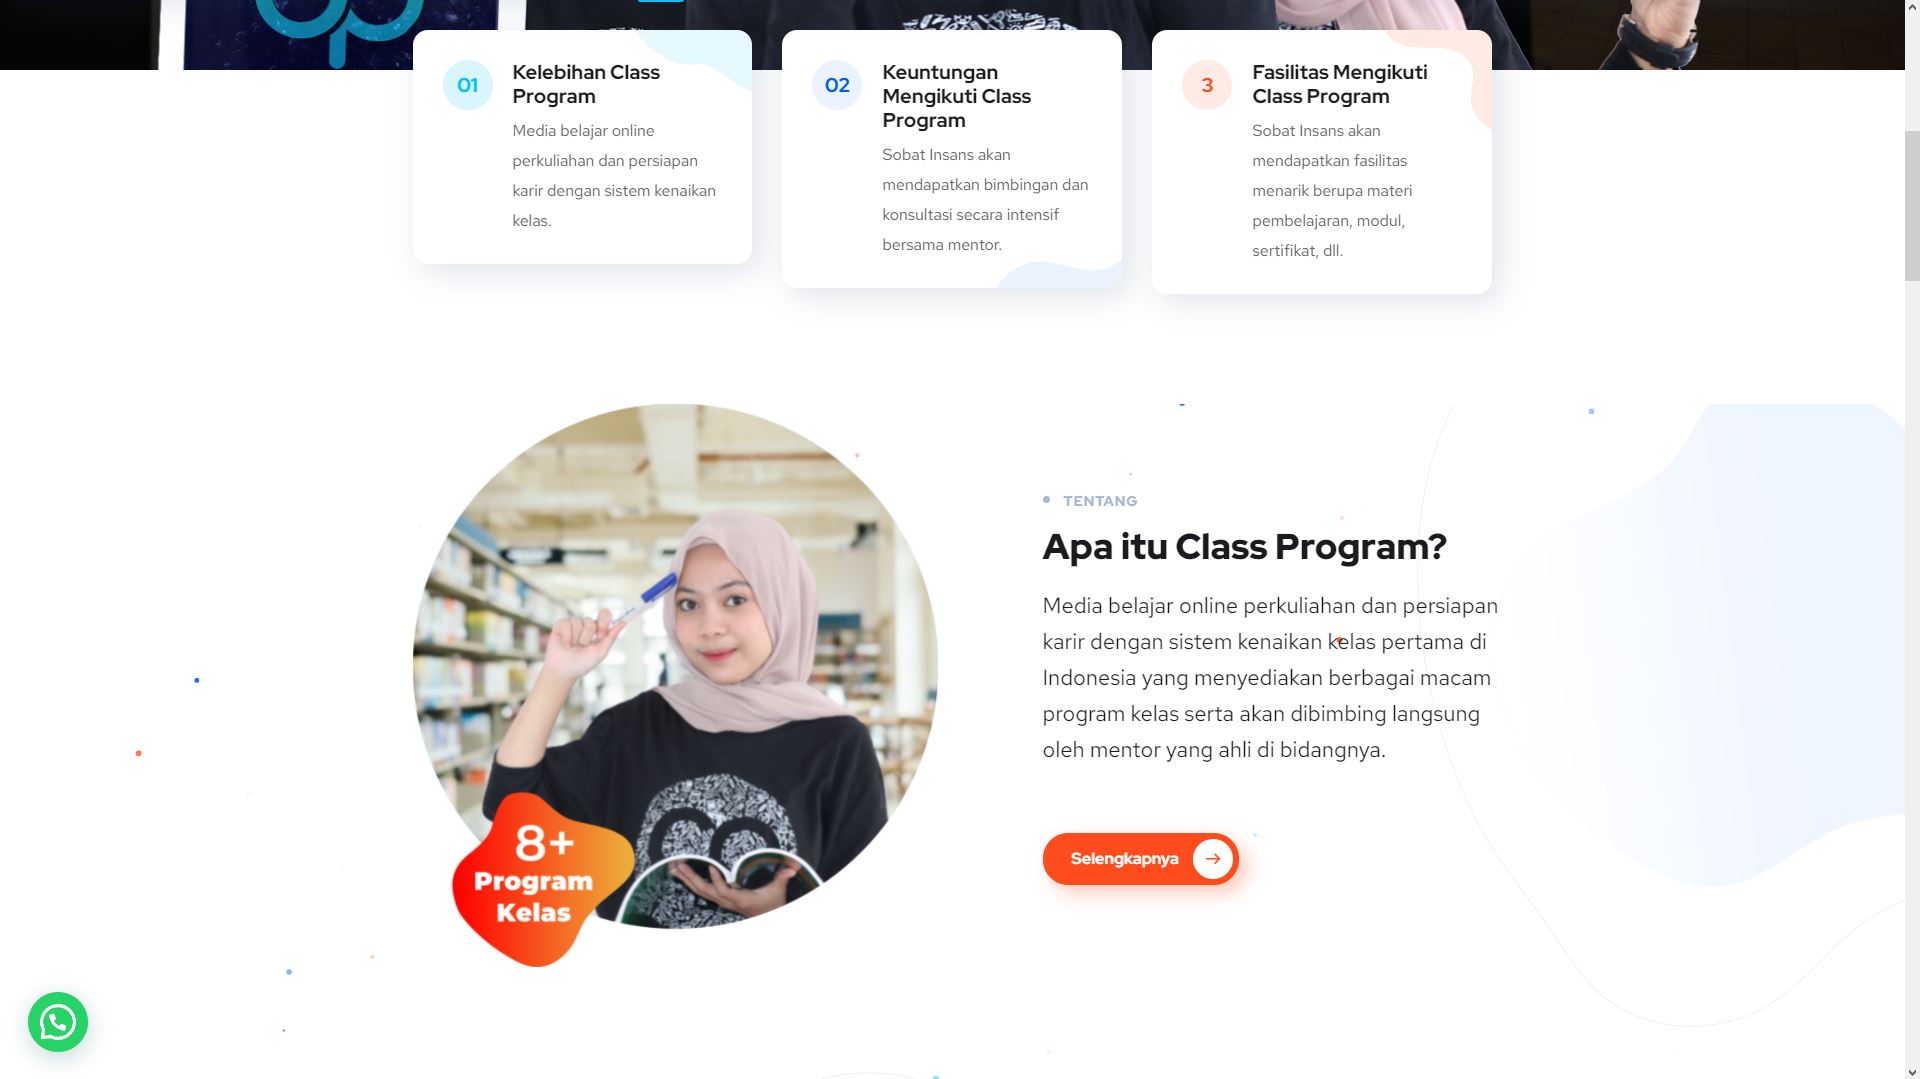 01
Kelebihan Class
Program
Media belajar online
perkuliahan dan persiapan
karir dengan sistem kenaikan
kelas.
02
Keuntungan
Mengikuti Class
Program
Sobat Insans akan
mendapatkan bimbingan dan
konsultasi secara intensif
bersama mentor.
3
Fasilitas Mengikuti
Class Program
Sobat Insans akan
mendapatkan fasilitas
menarik berupa materi
pembelajaran, modul,
sertifikat, dll.
8+
Program
Kelas
TENTANG
Apa itu Class Program?
Media belajar online perkuliahan dan persiapan
karir dengan sistem kenaikan kelas pertama di
Indonesia yang menyediakan berbagai macam
program kelas serta akan dibimbing langsung
oleh mentor yang ahli di bidangnya.
Selengkapnya